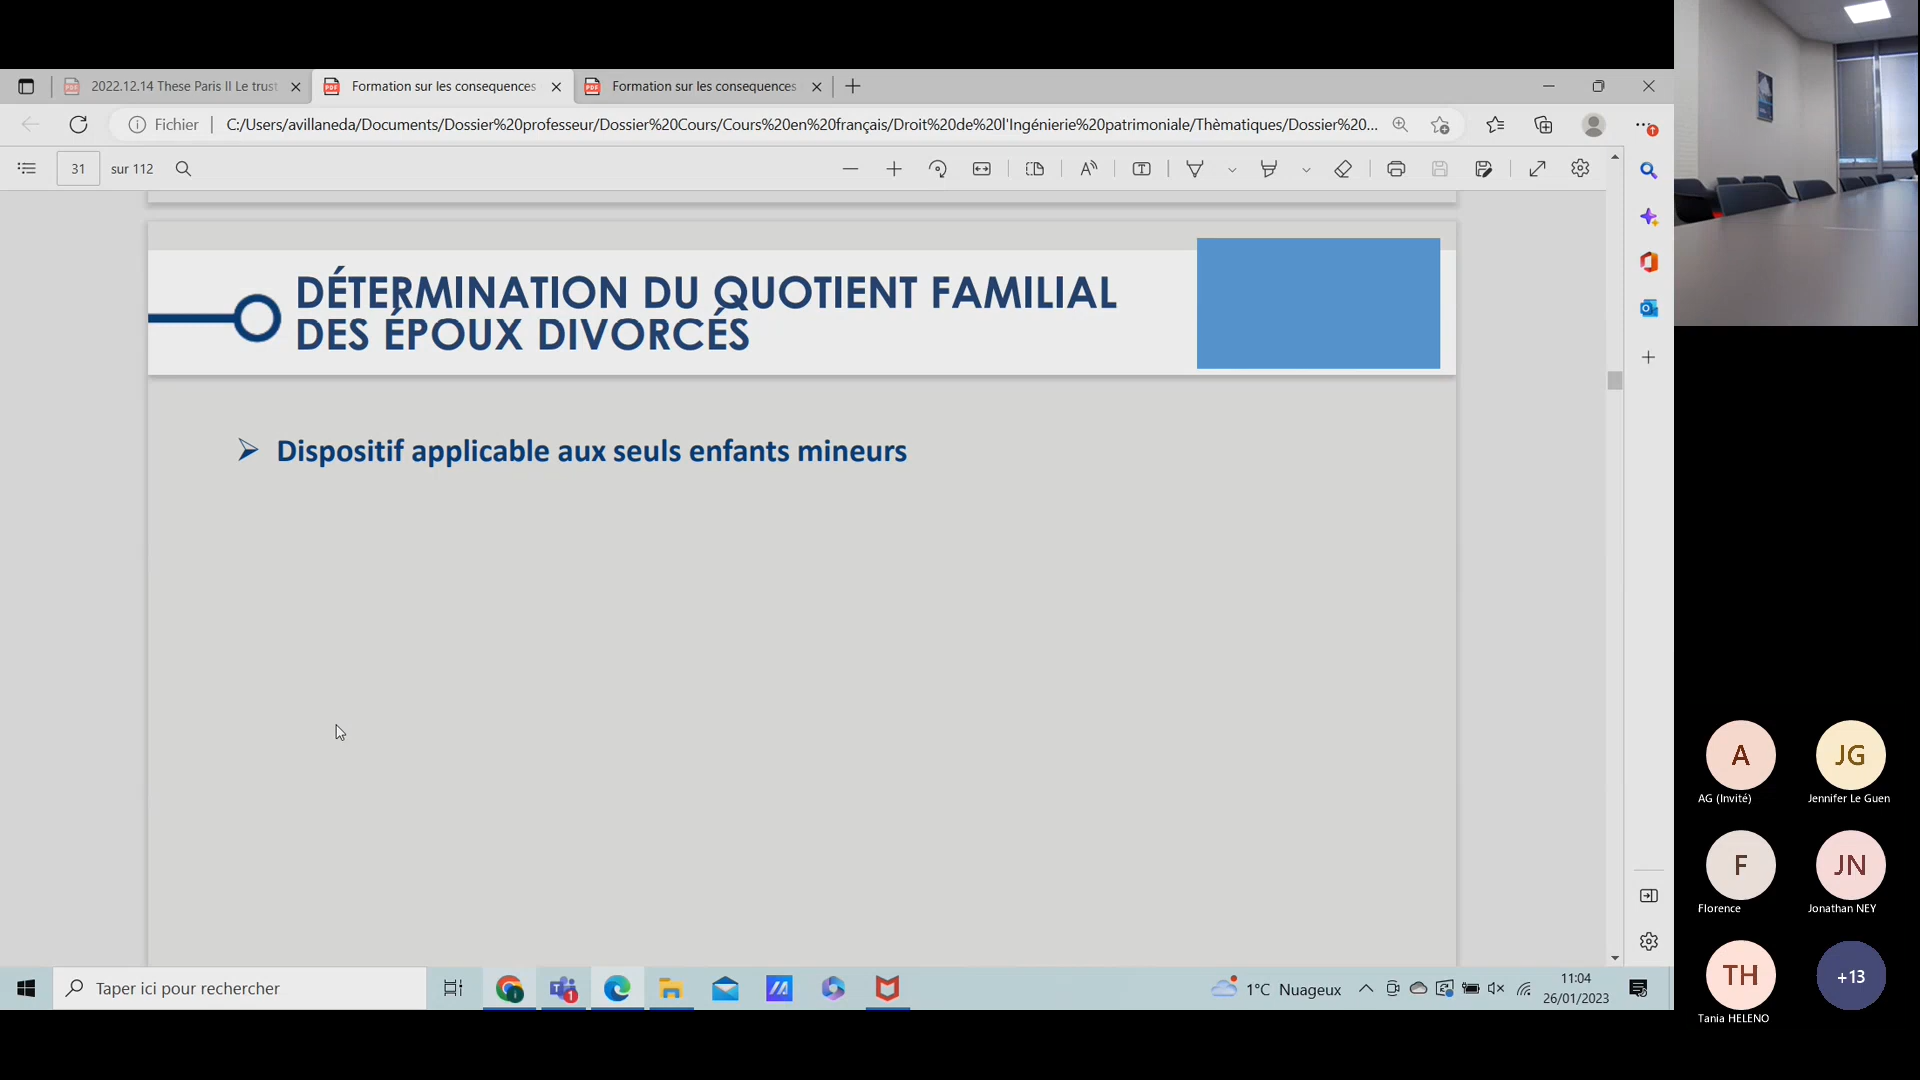 2022.12.14 These Paris II Le trust
Formation sur les consequences
Formation sur les consequences
Fichier
C:/Users/avillaneda/Documents/Dossier%20professeur/Dossier%20Cours/Cours%20en%20français/Droit%20de%20l'Ingénierie%20patrimoniale/Thèmatiques/Dossier%20...
31
sur 112
DÉTERMINATION DU QUOTIENT FAMILIAL
DES ÉPOUX DIVORCÉS
Dispositif applicable aux seuls enfants mineurs
A
JG
AG (Invité)
Jennifer Le Guen
F
JN
Florence
Jonathan NEY
TH
+13
Tania HELENO
Taper ici pour rechercher
1
1°C Nuageux
11:04
26/01/2023